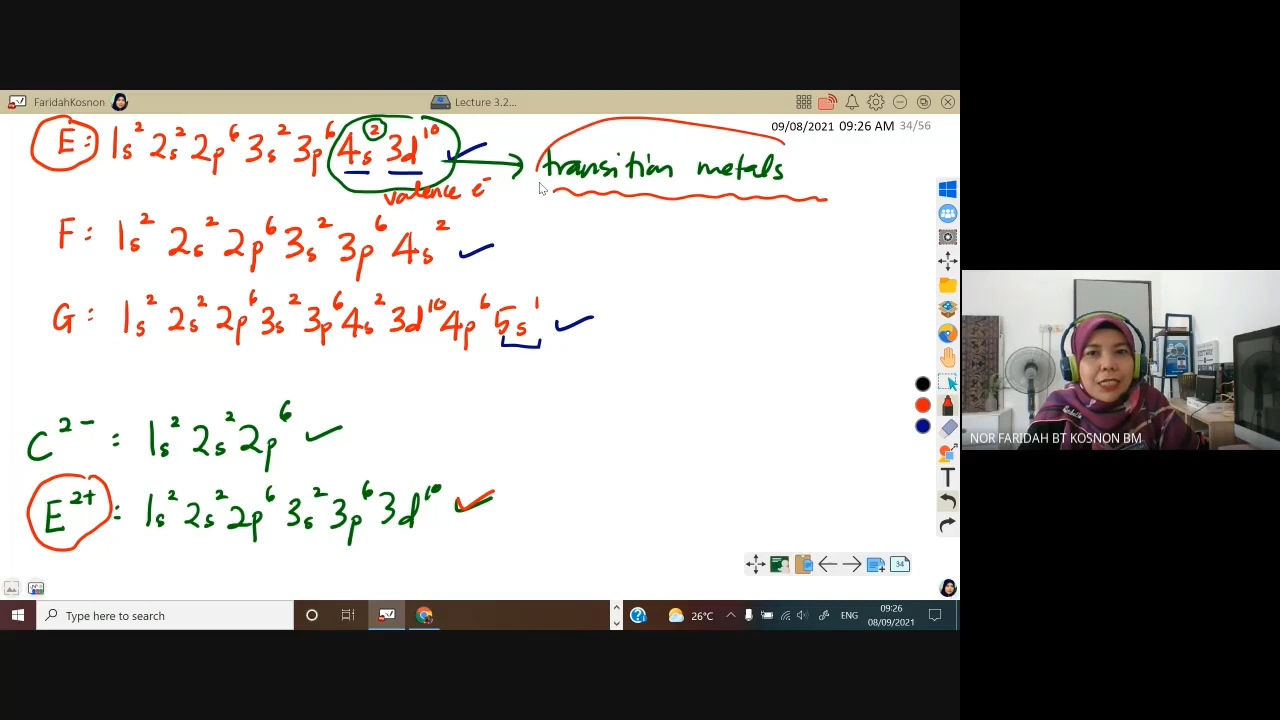 FaridahKosnon
Lecture 3.2...
09/08/2021 09:26 AM 34/56
E: 1s² 2s² 2p⁶ 3s² 3p⁶ 4s² 3d¹⁰ → transition metals
valence e⁻
F: 1s² 2s² 2p⁶ 3s² 3p⁶ 4s²
G: 1s² 2s² 2p⁶ 3s² 3p⁶ 4s² 3d¹⁰ 4p⁶ 5s¹
C²⁻: 1s² 2s² 2p⁶
E²⁺: 1s² 2s² 2p⁶ 3s² 3p⁶ 3d¹⁰
NOR FARIDAH BT KOSNON BM
34
Type here to search
26°C
ENG
09:26
08/09/2021